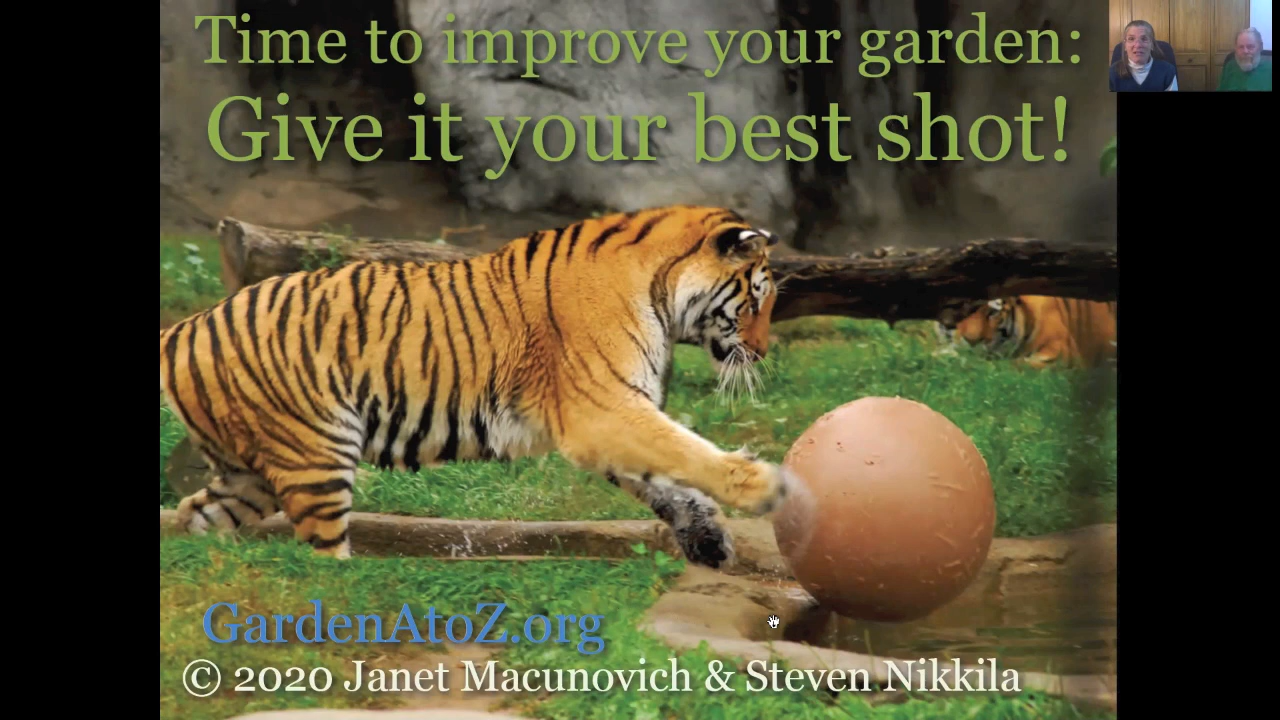 Time to improve your garden:
Give it your best shot!
GardenAtoZ.org
© 2020 Janet Macunovich & Steven Nikkila